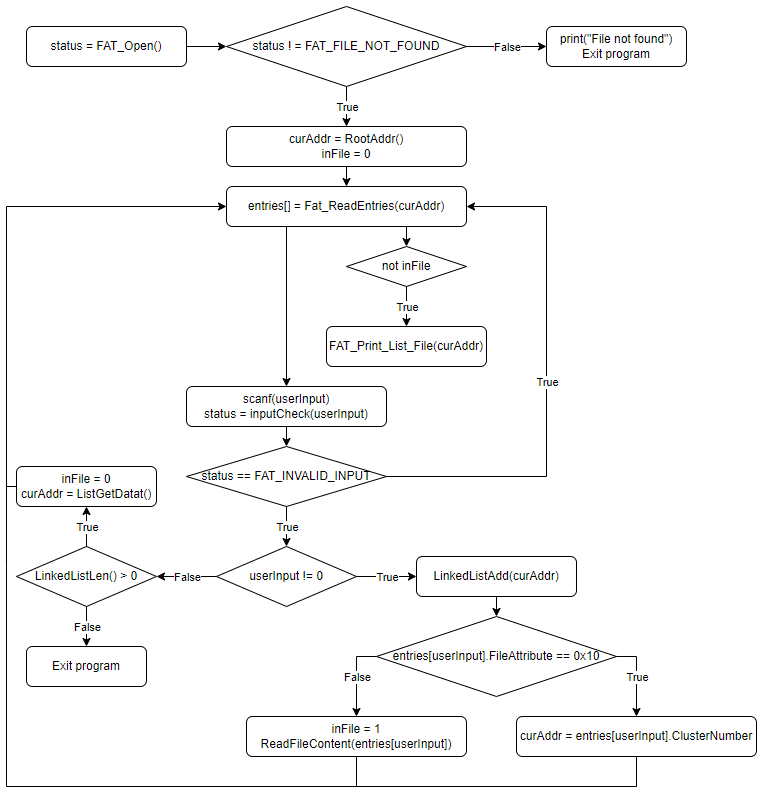 status = FAT_Open()
status ! = FAT_FILE_NOT_FOUND
False
print("File not found")
Exit program
True
curAddr = RootAddr()
inFile = 0
entries[] = Fat_ReadEntries(curAddr)
not inFile
True
FAT_Print_List_File(curAddr)
True
scanf(userInput)
status = inputCheck(userInput)
status == FAT_INVALID_INPUT
inFile = 0
curAddr = ListGetDatat()
True
True
LinkedListLen() > 0
False
userInput != 0
True
LinkedListAdd(curAddr)
False
Exit program
entries[userInput].FileAttribute == 0x10
False
True
inFile = 1
ReadFileContent(entries[userInput])
curAddr = entries[userInput].ClusterNumber